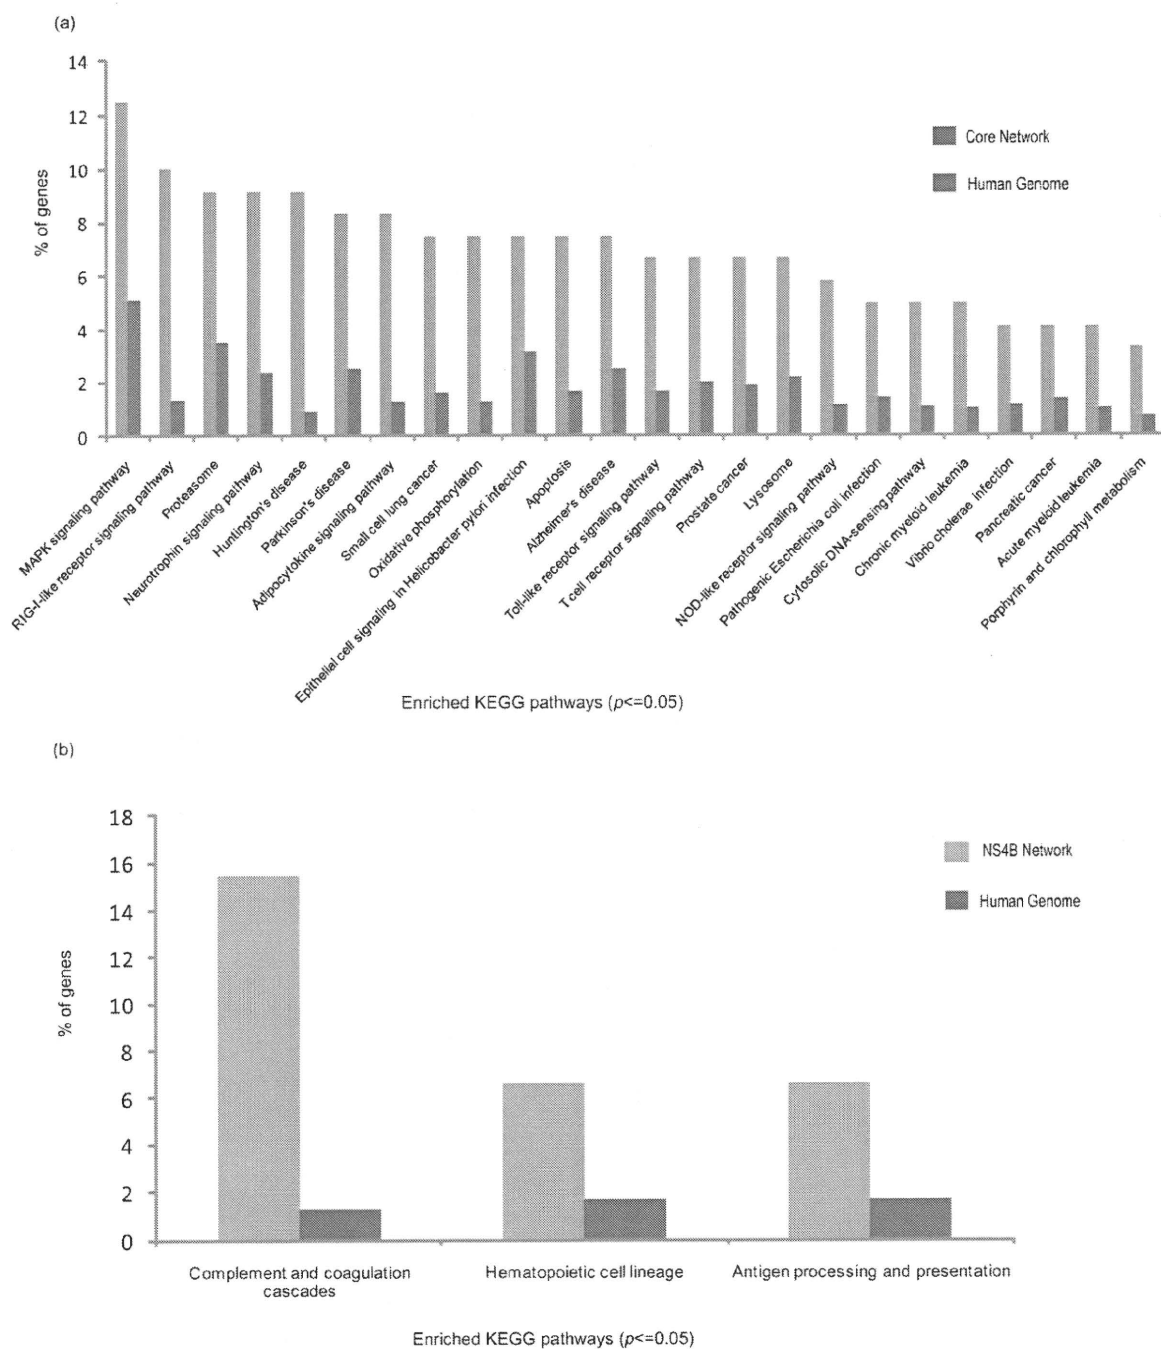 (a)
14
12
10
8
6
4
2
0
% of genes
Core Network
Human Genome
MAPK signaling pathway
RIG-I-like receptor signaling pathway
Proteasome
Neurotrophin signaling pathway
Huntington's disease
Parkinson's disease
Adipocytokine signaling pathway
Small cell lung cancer
Oxidative phosphorylation
Epithelial cell signaling in Helicobacter pylori infection
Apoptosis
Alzheimer's disease
Toll-like receptor signaling pathway
T cell receptor signaling pathway
Prostate cancer
Lysosome
NOD-like receptor signaling pathway
Pathogenic Escherichia coli infection
Cytosolic DNA-sensing pathway
Chronic myeloid leukemia
Vibrio cholerae infection
Pancreatic cancer
Acute myeloid leukemia
Porphyrin and chlorophyll metabolism
Enriched KEGG pathways (p<=0.05)
(b)
18
16
14
12
10
8
6
4
2
0
% of genes
NS4B Network
Human Genome
Complement and coagulation
cascades
Hematopoietic cell lineage
Antigen processing and presentation
Enriched KEGG pathways (p<=0.05)